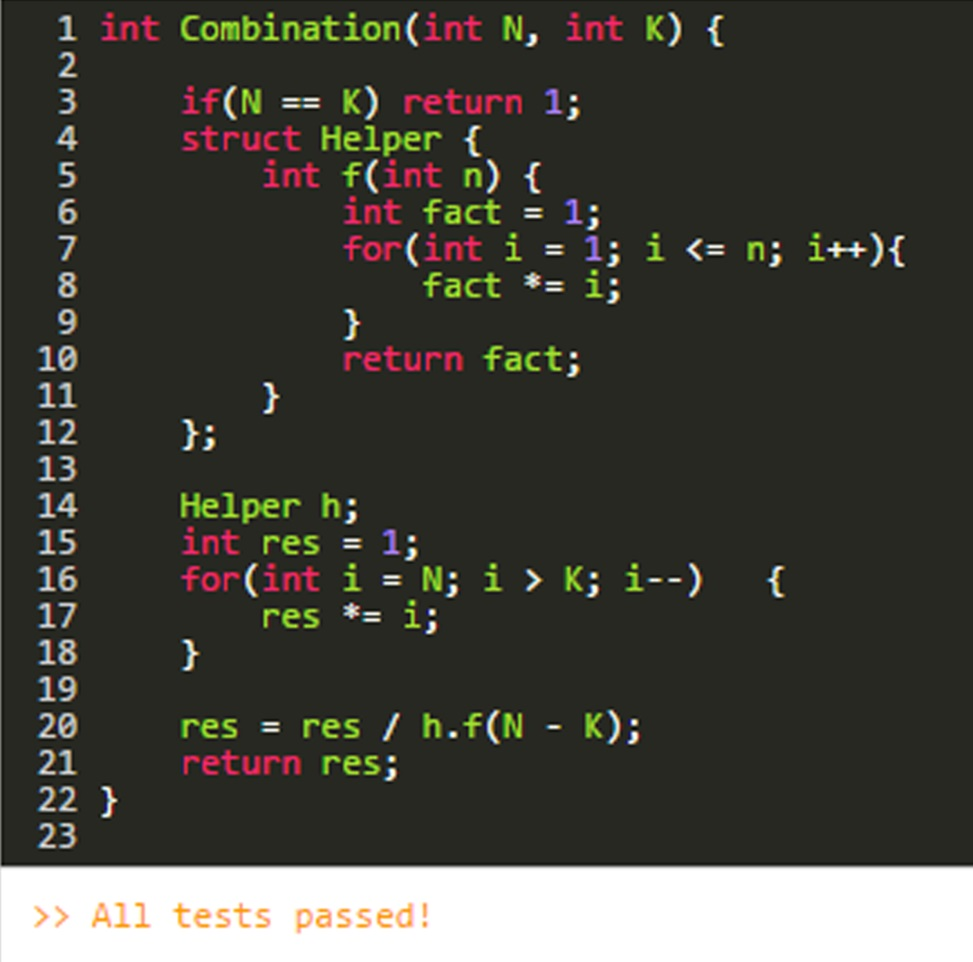 1 int Combination(int N, int K) {
2
3     if(N == K) return 1;
4     struct Helper {
5         int f(int n) {
6             int fact = 1;
7             for(int i = 1; i <= n; i++){
8                 fact *= i;
9             }
10             return fact;
11         }
12     };
13
14     Helper h;
15     int res = 1;
16     for(int i = N; i > K; i--)   {
17         res *= i;
18     }
19
20     res = res / h.f(N - K);
21     return res;
22 }
23
>> All tests passed!